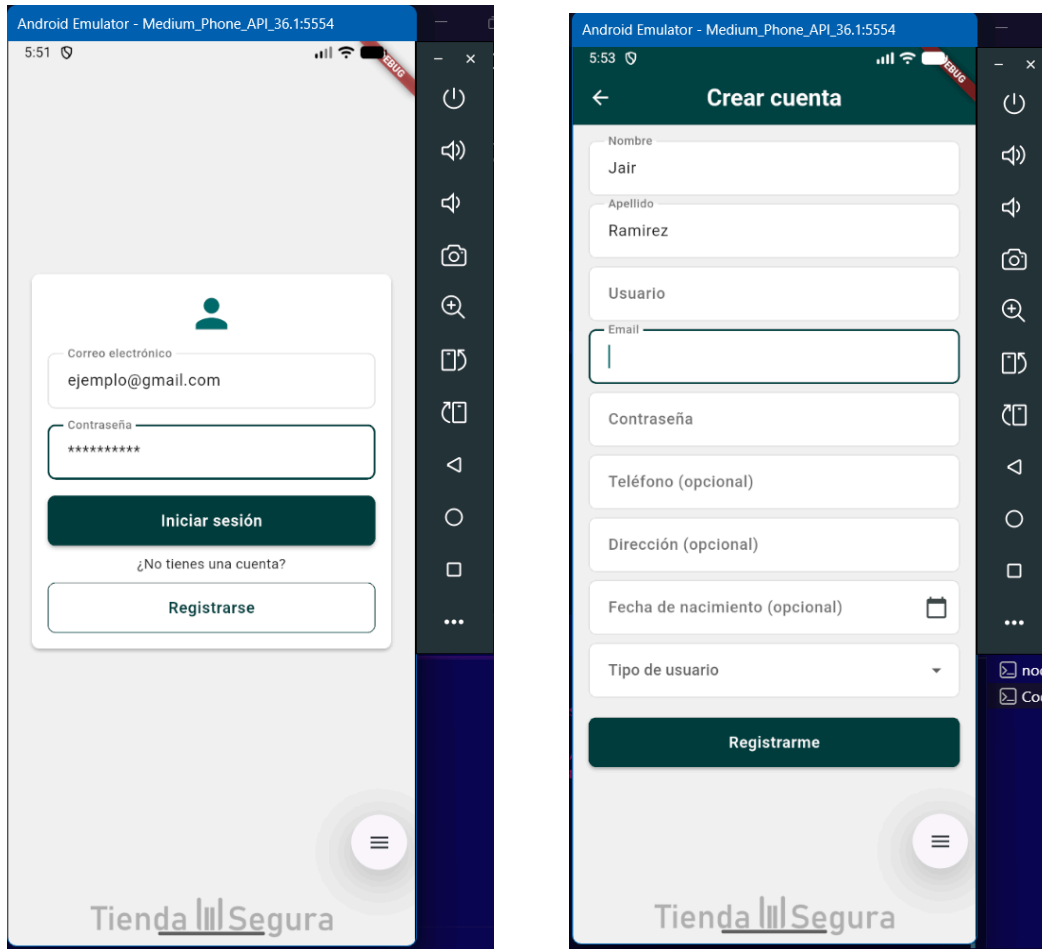 Android Emulator - Medium_Phone_API_36.1:5554
5:51
DEBUG
Correo electrónico
ejemplo@gmail.com
Contraseña
**********
Iniciar sesión
¿No tienes una cuenta?
Registrarse
Tienda Segura
Android Emulator - Medium_Phone_API_36.1:5554
5:53
Crear cuenta
Nombre
Jair
Apellido
Ramirez
Usuario
Email
Contraseña
Teléfono (opcional)
Dirección (opcional)
Fecha de nacimiento (opcional)
Tipo de usuario
Registrarme
Tienda Segura